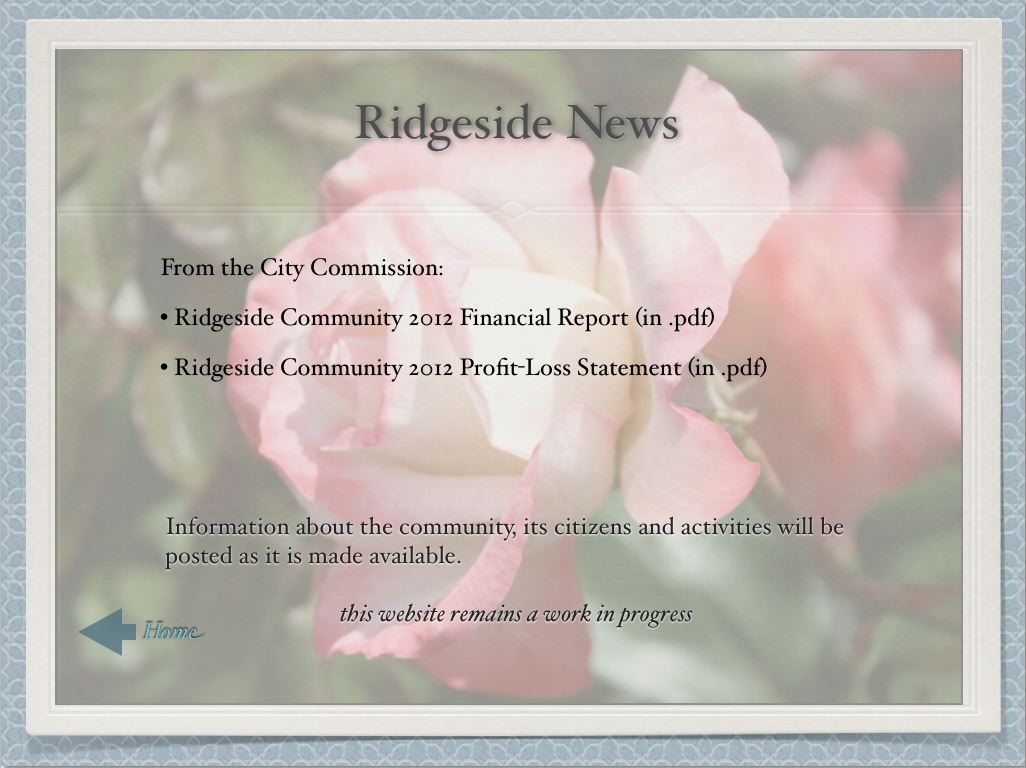 Ridgeside News
From the City Commission:
• Ridgeside Community 2012 Financial Report (in .pdf)
• Ridgeside Community 2012 Profit-Loss Statement (in .pdf)
Information about the community, its citizens and activities will be
posted as it is made available.
this website remains a work in progress
Home